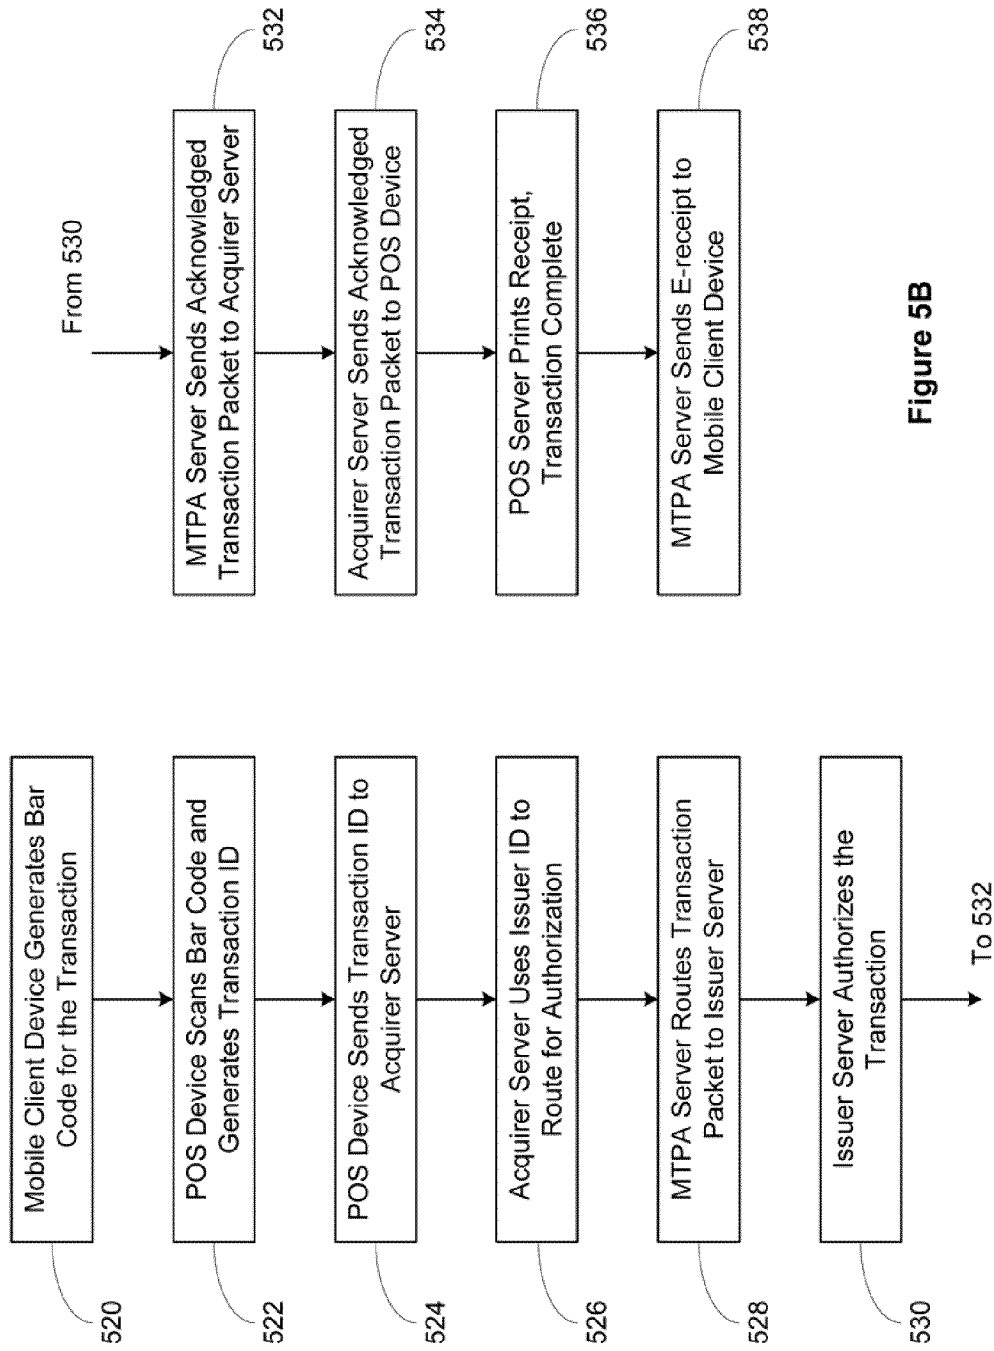 Mobile Client Device Generates Bar
Code for the Transaction
520
POS Device Scans Bar Code and
Generates Transaction ID
522
POS Device Sends Transaction ID to
Acquirer Server
524
Acquirer Server Uses Issuer ID to
Route for Authorization
526
MTPA Server Routes Transaction
Packet to Issuer Server
528
Issuer Server Authorizes the
Transaction
530
To 532
From 530
MTPA Server Sends Acknowledged
Transaction Packet to Acquirer Server
532
Acquirer Server Sends Acknowledged
Transaction Packet to POS Device
534
POS Server Prints Receipt,
Transaction Complete
536
MTPA Server Sends E-receipt to
Mobile Client Device
538
Figure 5B